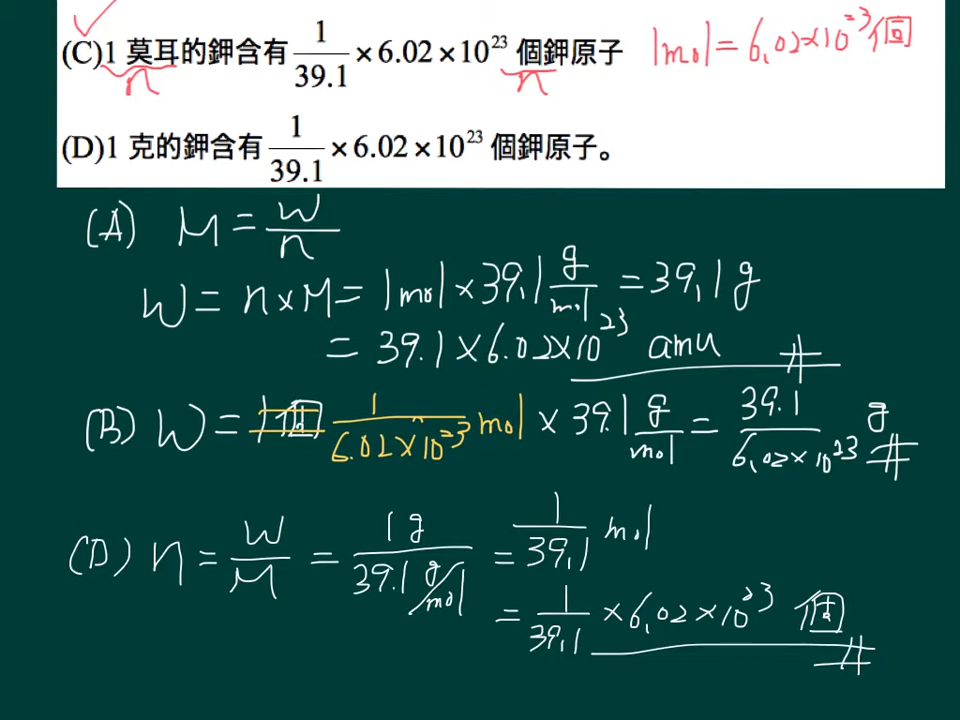 (C)1 莫耳的鉀含有 1/39.1 ×6.02×10²³ 個鉀原子 1mol = 6.02×10²³個
n n
(D)1 克的鉀含有 1/39.1 ×6.02×10²³ 個鉀原子。
(A) M = W/n
W = n×M = 1mol × 39.1 g/mol = 39.1 g
= 39.1 × 6.02×10²³ amu #
(B) W = 1個 1/6.02×10²³ mol × 39.1 g/mol = 39.1/6.02×10²³ g #
(D) n = W/M = 1g/39.1 g/mol = 1/39.1 mol
= 1/39.1 × 6.02×10²³ 個 #